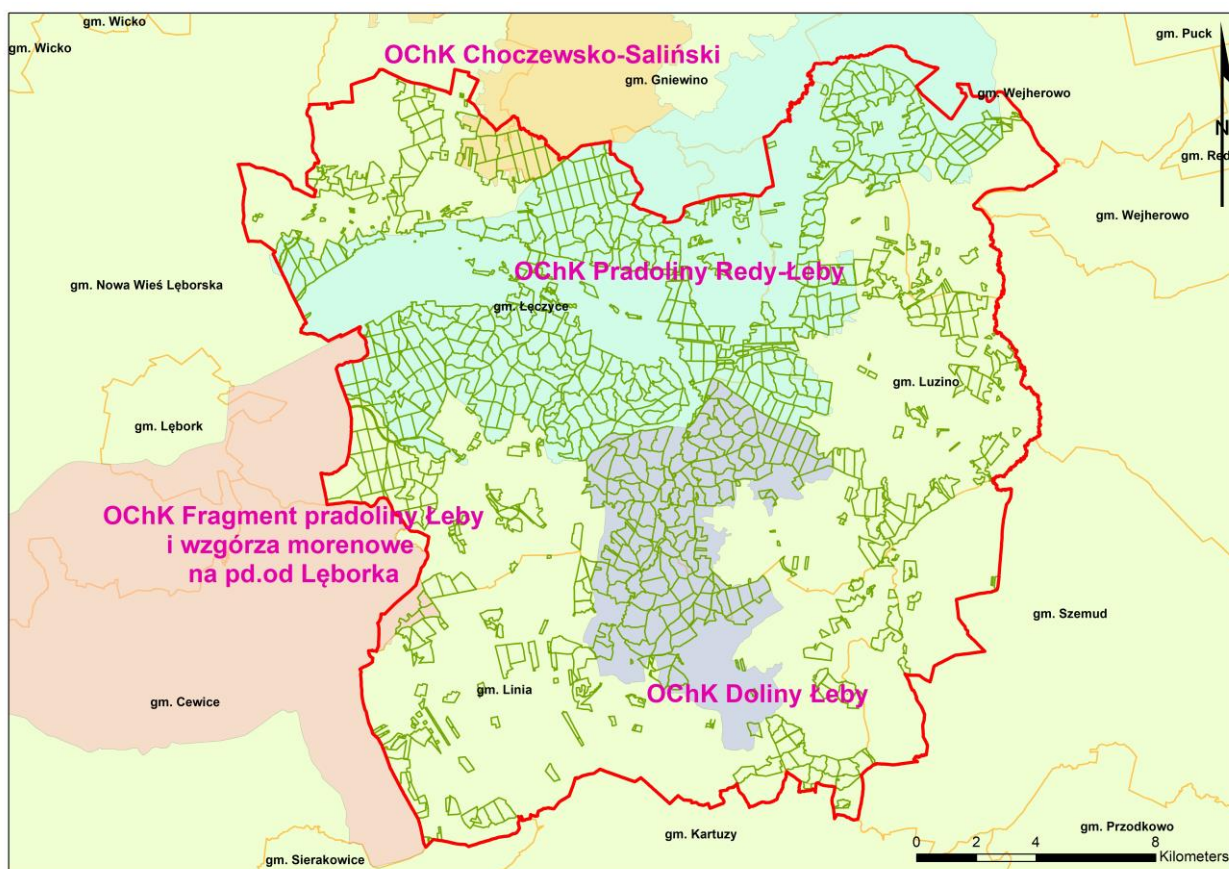 gm. Wicko
gm. Wicko
OChK Choczewsko-Saliński
gm. Gniewino
gm. Puck
gm. Wejherowo
N
gm. Red
gm. Wejherowo
OChK Pradoliny Redy-Łeby
gm. Nowa Wieś Lęborska
gm. Łęczyce
gm. Luzino
gm. Lębork
OChK Fragment pradoliny Łeby
i wzgórza morenowe
na pd.od Lęborka
gm. Szemud
gm. Linia
OChK Doliny Łeby
gm. Cewice
gm. Kartuzy
gm. Przodkowo
gm. Sierakowice
0 2 4 8
Kilometers